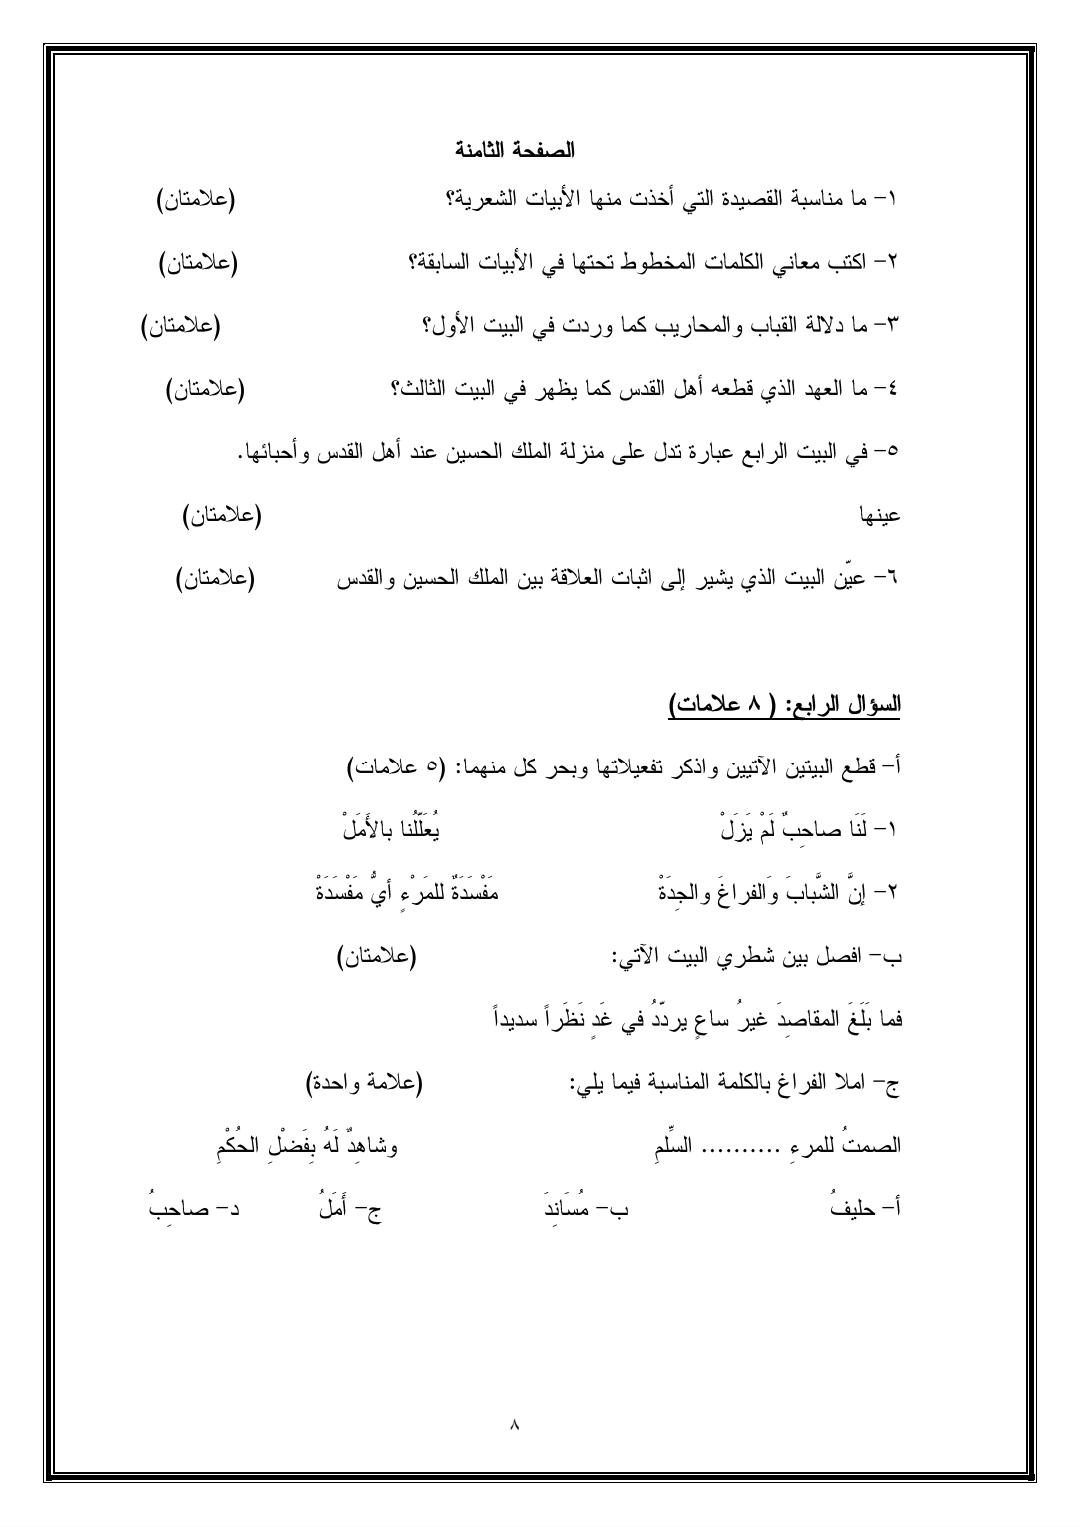 الصفحة الثامنة
١- ما مناسبة القصيدة التي أخذت منها الأبيات الشعرية؟ (علامتان)
٢- اكتب معاني الكلمات المخطوط تحتها في الأبيات السابقة؟ (علامتان)
٣- ما دلالة القباب والمحاريب كما وردت في البيت الأول؟ (علامتان)
٤- ما العهد الذي قطعه أهل القدس كما يظهر في البيت الثالث؟ (علامتان)
٥- في البيت الرابع عبارة تدل على منزلة الملك الحسين عند أهل القدس وأحبائها.
عينها (علامتان)
٦- عيّن البيت الذي يشير إلى اثبات العلاقة بين الملك الحسين والقدس (علامتان)
السؤال الرابع: ( ٨ علامات)
أ- قطع البيتين الآتيين واذكر تفعيلاتها وبحر كل منهما: (٥ علامات)
١- لَنَا صاحِبٌ لَمْ يَزَلْ يُعَلِّلُنا بالأَمَلْ
٢- إنَّ الشَّبابَ وَالفراغَ والجِدَةْ مَفْسَدَةٌ للمَرْءِ أيُّ مَفْسَدَةْ
ب- افصل بين شطري البيت الآتي: (علامتان)
فما بَلَغَ المقاصِدَ غيرُ ساعٍ يردّدُ في غَدٍ نَظَراً سديداً
ج- املا الفراغ بالكلمة المناسبة فيما يلي: (علامة واحدة)
الصمتُ للمرءِ .......... السِّلمِ وشاهِدٌ لَهُ بِفَضْلِ الحُكْمِ
أ- حليفُ ب- مُسَانِدَ ج- أَمَلُ د- صاحِبُ
٨